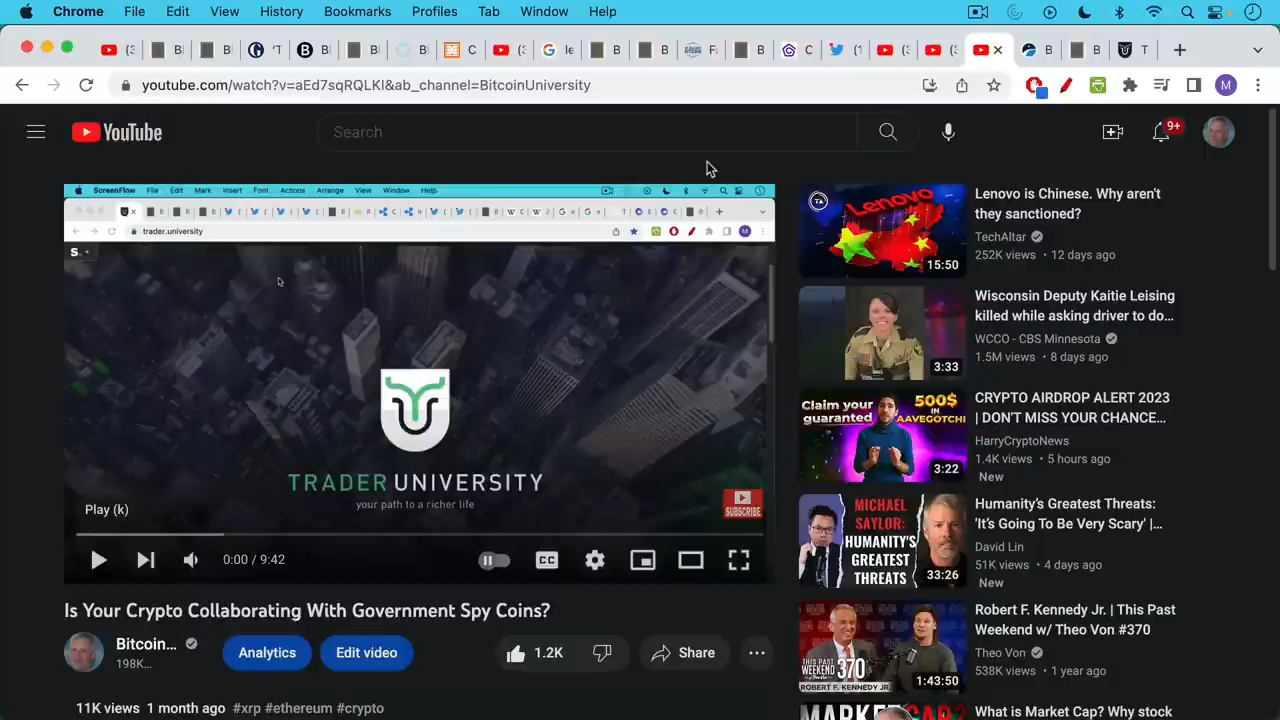 Chrome File Edit View History Bookmarks Profiles Tab Window Help
youtube.com/watch?v=aEd7sqRQLKI&ab_channel=BitcoinUniversity
M
YouTube
Search
9+
ScreenFlow File Edit Mark Insert Font Actions Arrange View Window Help
trader.university
S.
TRADER UNIVERSITY
your path to a richer life
SUBSCRIBE
Play (k)
0:00 / 9:42
CC
Is Your Crypto Collaborating With Government Spy Coins?
Bitcoin...
198K...
Analytics
Edit video
1.2K
Share
11K views 1 month ago #xrp #ethereum #crypto
Lenovo
15:50
Lenovo is Chinese. Why aren't
they sanctioned?
TechAltar
252K views • 12 days ago
3:33
Wisconsin Deputy Kaitie Leising
killed while asking driver to do...
WCCO - CBS Minnesota
1.5M views • 8 days ago
Claim your
guaranteed
500$
IN
AAVEGOTCHI
3:22
CRYPTO AIRDROP ALERT 2023
| DON'T MISS YOUR CHANCE...
HarryCryptoNews
1.4K views • 5 hours ago
New
MICHAEL
SAYLOR:
HUMANITY'S
GREATEST
THREATS
33:26
Humanity's Greatest Threats:
'It's Going To Be Very Scary' |...
David Lin
51K views • 4 days ago
New
THIS PAST
WEEKEND
370
ROBERT F. KENNEDY JR.
1:43:50
Robert F. Kennedy Jr. | This Past
Weekend w/ Theo Von #370
Theo Von
538K views • 1 year ago
MARKET CAP?
What is Market Cap? Why stock